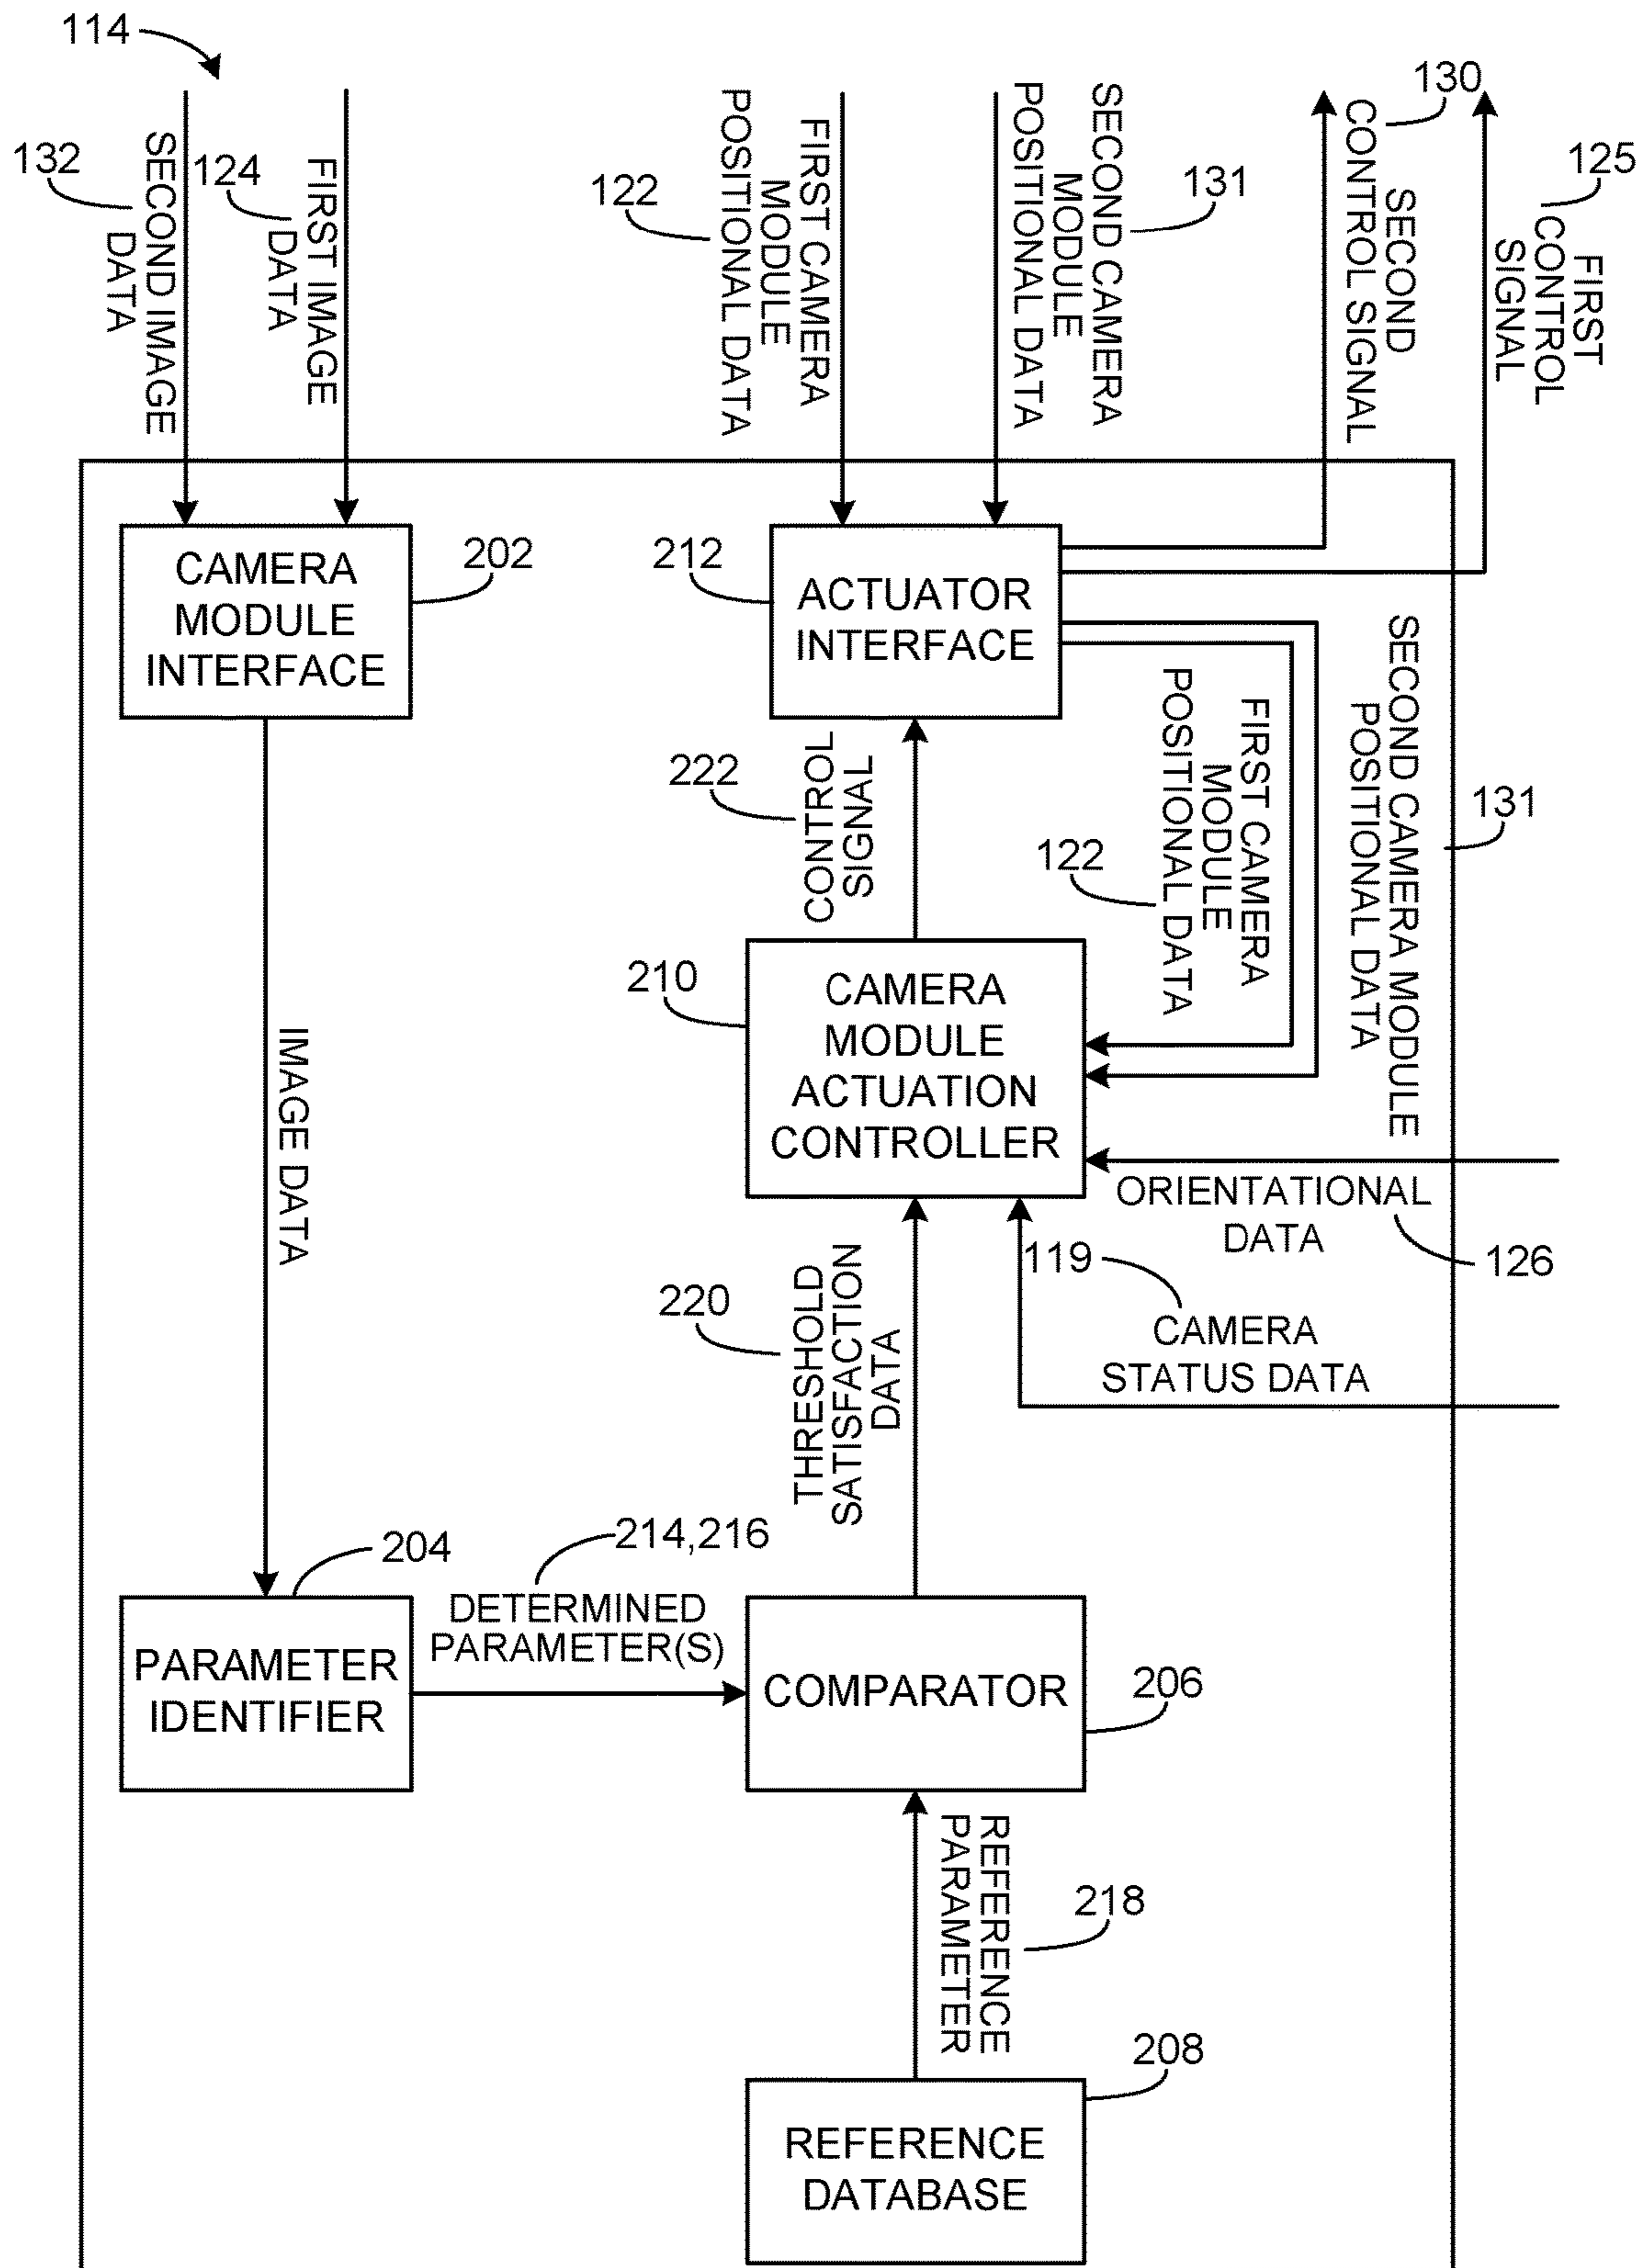 114
132
SECOND IMAGE
DATA
124
FIRST IMAGE
DATA
122
FIRST CAMERA
MODULE
POSITIONAL DATA
SECOND CAMERA
MODULE
POSITIONAL DATA
131
130
SECOND
CONTROL SIGNAL
125
FIRST
CONTROL
SIGNAL
CAMERA
MODULE
INTERFACE
202
212
ACTUATOR
INTERFACE
222
CONTROL
SIGNAL
122
FIRST CAMERA
MODULE
POSITIONAL DATA
SECOND CAMERA MODULE
POSITIONAL DATA
131
210
CAMERA
MODULE
ACTUATION
CONTROLLER
IMAGE DATA
ORIENTATIONAL
DATA
126
119
CAMERA
STATUS DATA
220
THRESHOLD
SATISFACTION
DATA
204
214,216
DETERMINED
PARAMETER(S)
PARAMETER
IDENTIFIER
COMPARATOR
206
REFERENCE
PARAMETER
218
208
REFERENCE
DATABASE